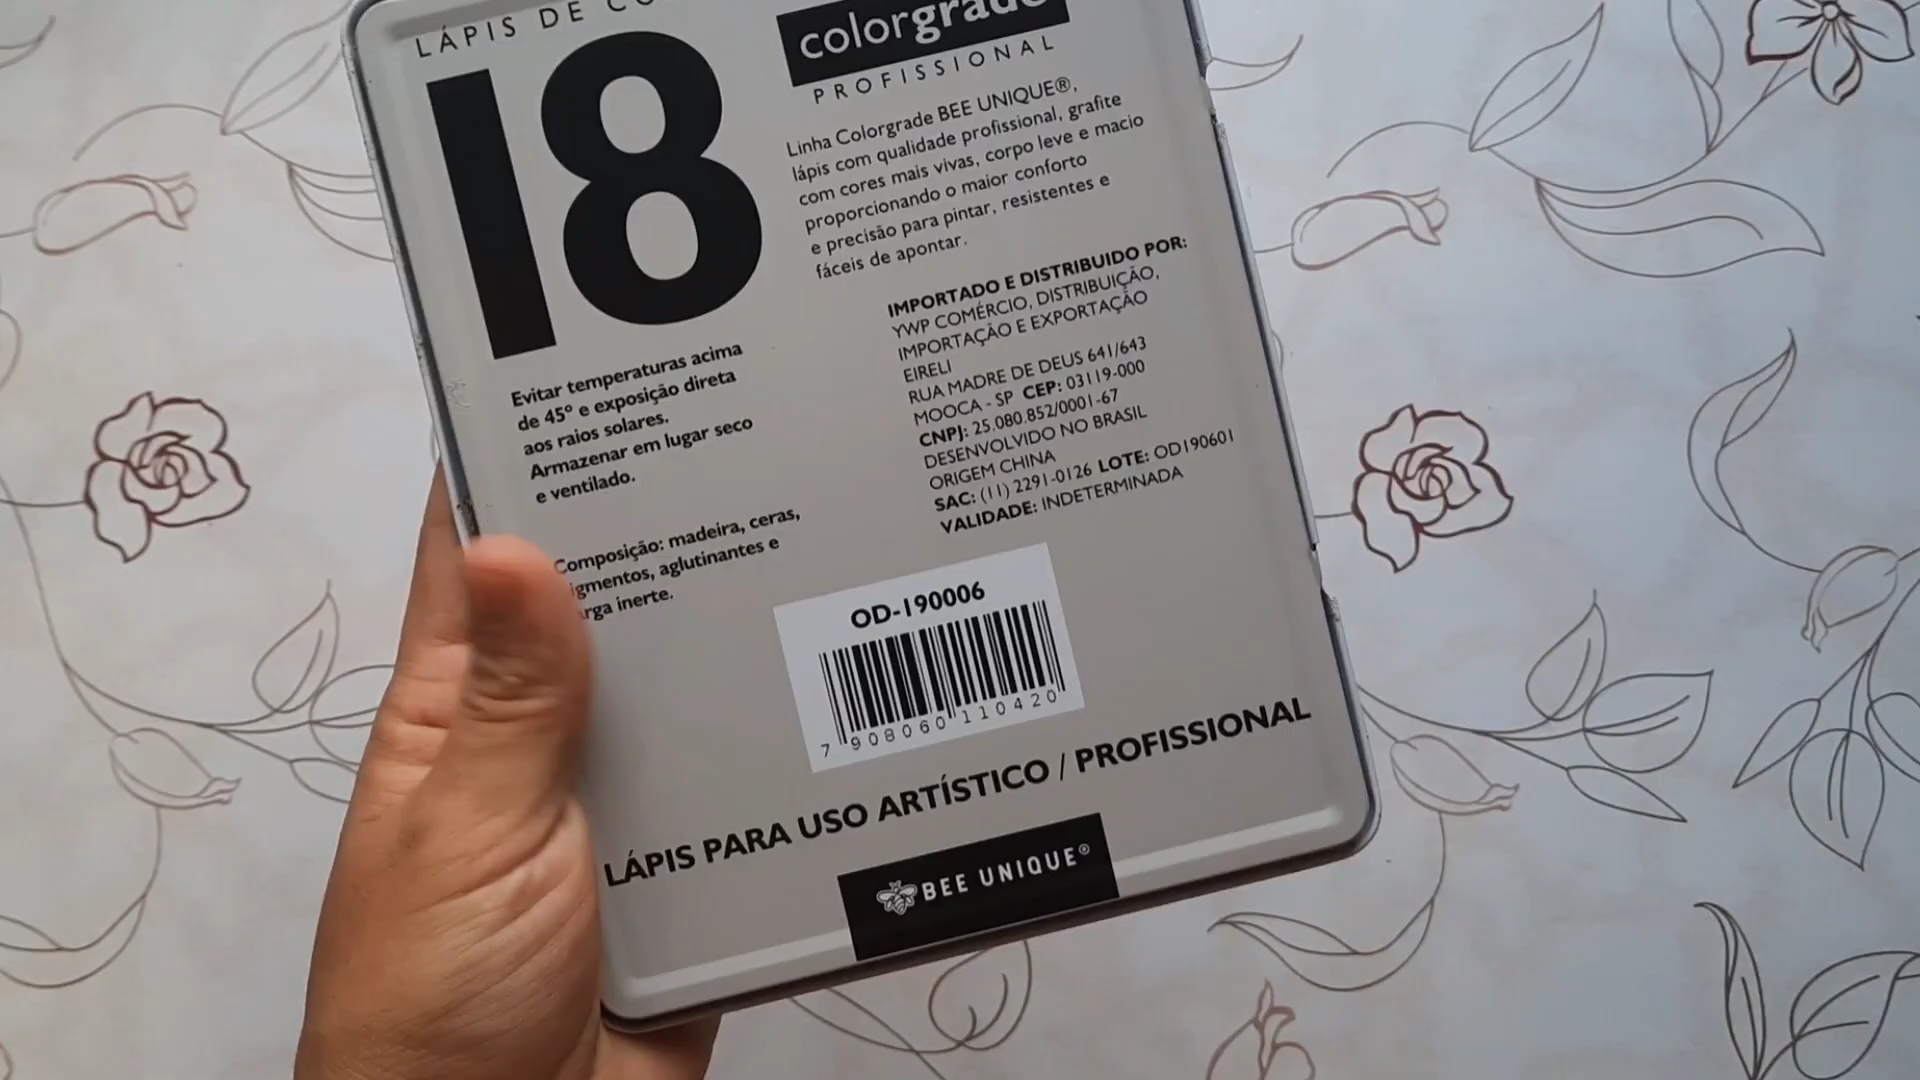 LÁPIS DE
18
colorgrade
PROFISSIONAL
Linha Colorgrade BEE UNIQUE®,
lápis com qualidade profissional, grafite
com cores mais vivas, corpo leve e macio
proporcionando o maior conforto
e precisão para pintar, resistentes e
fáceis de apontar.
IMPORTADO E DISTRIBUIDO POR:
YWP COMÉRCIO, DISTRIBUIÇÃO,
IMPORTAÇÃO E EXPORTAÇÃO
EIRELI
RUA MADRE DE DEUS 641/643
MOOCA - SP CEP: 03119-000
CNPJ: 25.080.852/0001-67
DESENVOLVIDO NO BRASIL
ORIGEM CHINA
SAC: (11) 2291-0126 LOTE: OD190601
VALIDADE: INDETERMINADA
Evitar temperaturas acima
de 45º e exposição direta
aos raios solares.
Armazenar em lugar seco
e ventilado.
Composição: madeira, ceras,
igmentos, aglutinantes e
rga inerte.
OD-190006
7 908060 110420
LÁPIS PARA USO ARTÍSTICO / PROFISSIONAL
BEE UNIQUE®